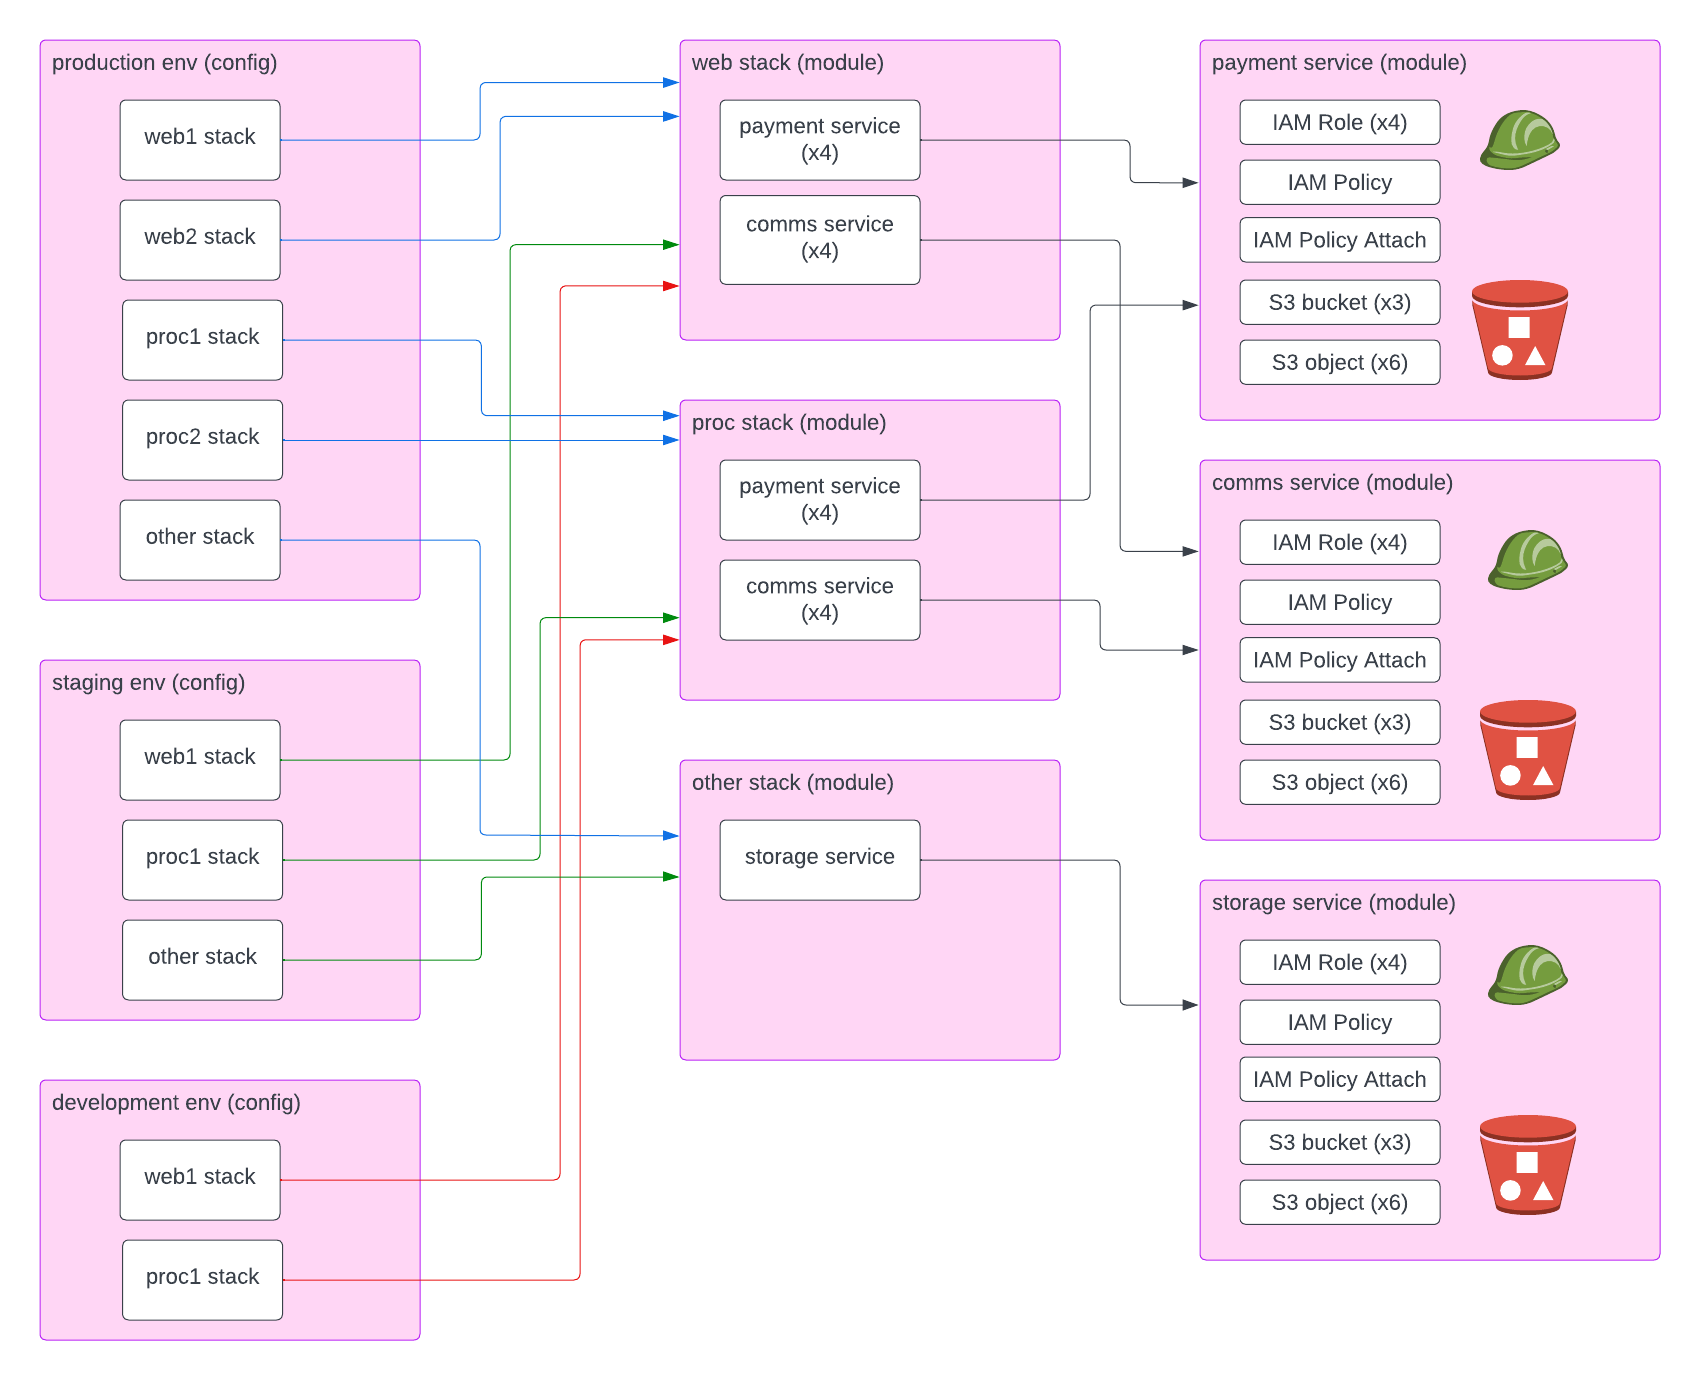 production env (config)
web1 stack
web2 stack
proc1 stack
proc2 stack
other stack
staging env (config)
web1 stack
proc1 stack
other stack
development env (config)
web1 stack
proc1 stack
web stack (module)
payment service
(x4)
comms service
(x4)
proc stack (module)
payment service
(x4)
comms service
(x4)
other stack (module)
storage service
payment service (module)
IAM Role (x4)
IAM Policy
IAM Policy Attach
S3 bucket (x3)
S3 object (x6)
comms service (module)
IAM Role (x4)
IAM Policy
IAM Policy Attach
S3 bucket (x3)
S3 object (x6)
storage service (module)
IAM Role (x4)
IAM Policy
IAM Policy Attach
S3 bucket (x3)
S3 object (x6)